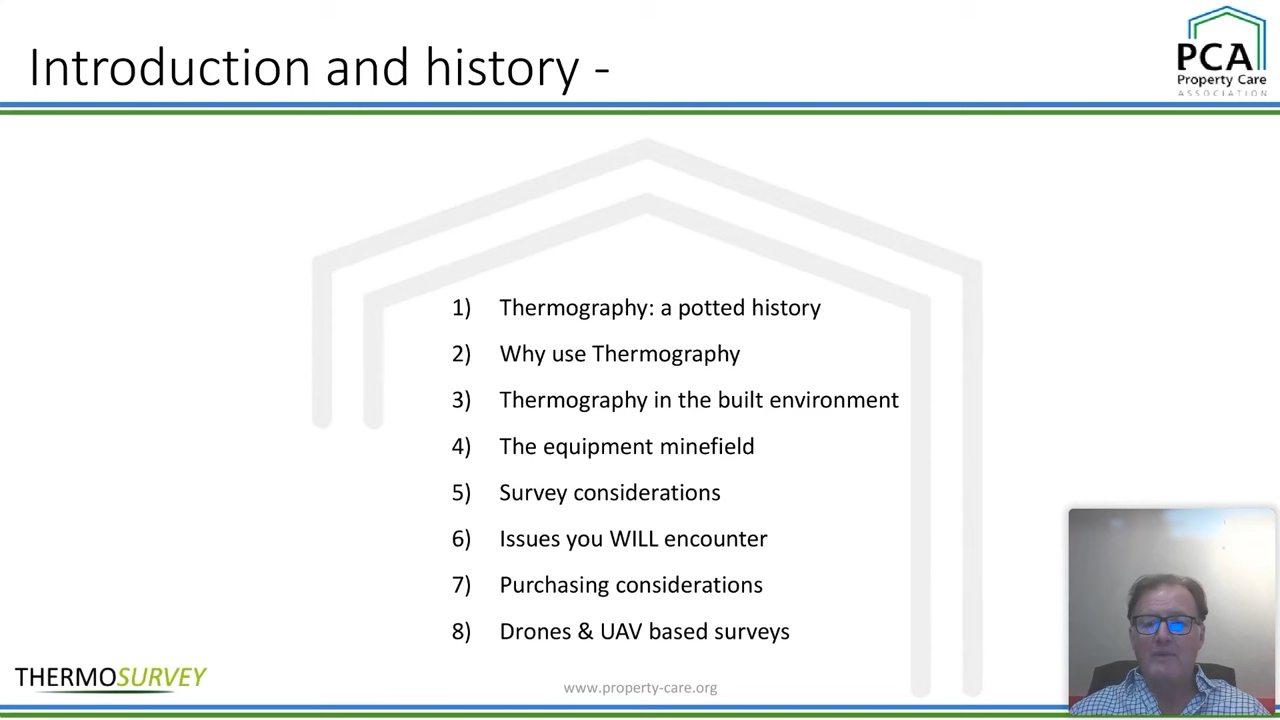 Introduction and history -
PCA
Property Care
ASSOCIATION
1) Thermography: a potted history
2) Why use Thermography
3) Thermography in the built environment
4) The equipment minefield
5) Survey considerations
6) Issues you WILL encounter
7) Purchasing considerations
8) Drones & UAV based surveys
THERMOSURVEY
www.property-care.org